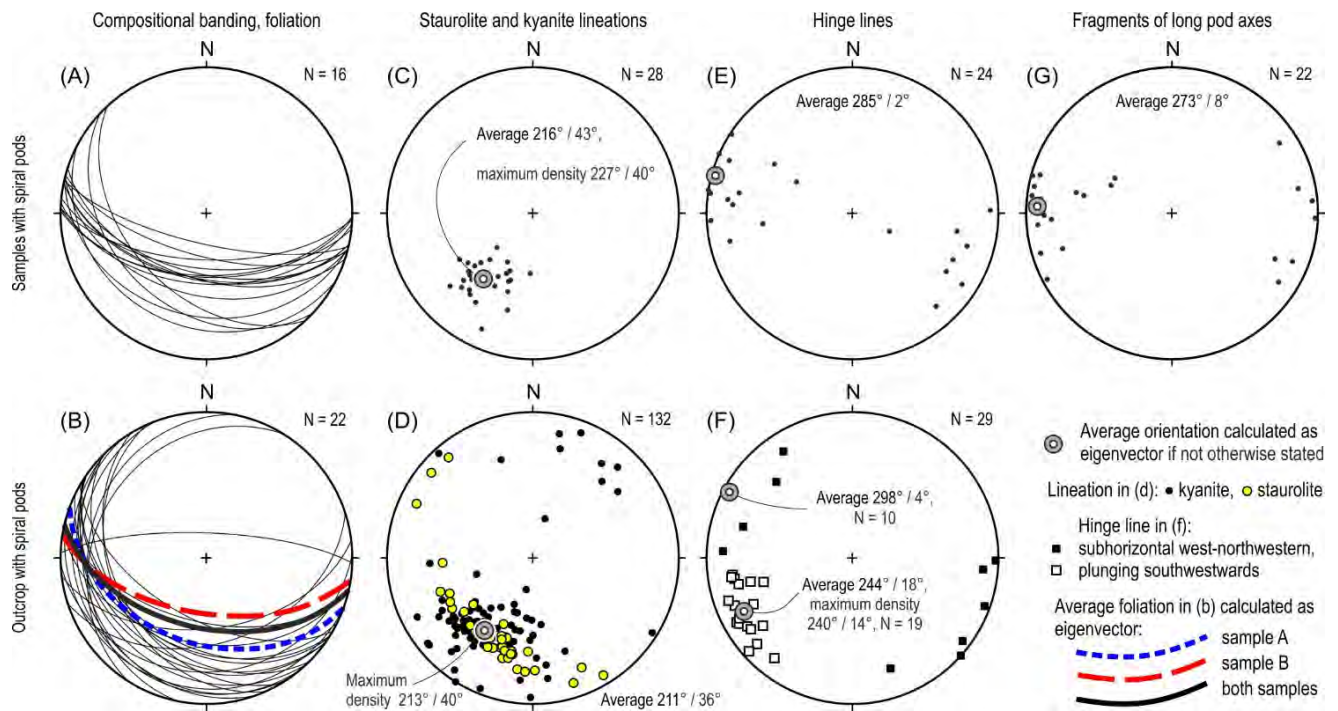 Compositional banding, foliation
Staurolite and kyanite lineations
Hinge lines
Fragments of long pod axes
Samples with spiral pods
(A)
N
N = 16
(C)
N
N = 28
Average 216° / 43°,
maximum density 227° / 40°
(E)
N
N = 24
Average 285° / 2°
(G)
N
N = 22
Average 273° / 8°
Outcrop with spiral pods
(B)
N
N = 22
(D)
N
N = 132
Maximum
density 213° / 40°
Average 211° / 36°
(F)
N
N = 29
Average 298° / 4°,
N = 10
Average 244° / 18°,
maximum density
240° / 14°, N = 19
Average orientation calculated as
eigenvector if not otherwise stated
Lineation in (d): kyanite, staurolite
Hinge line in (f):
subhorizontal west-northwestern,
plunging southwestwards
Average foliation in (b) calculated as
eigenvector:
sample A
sample B
both samples